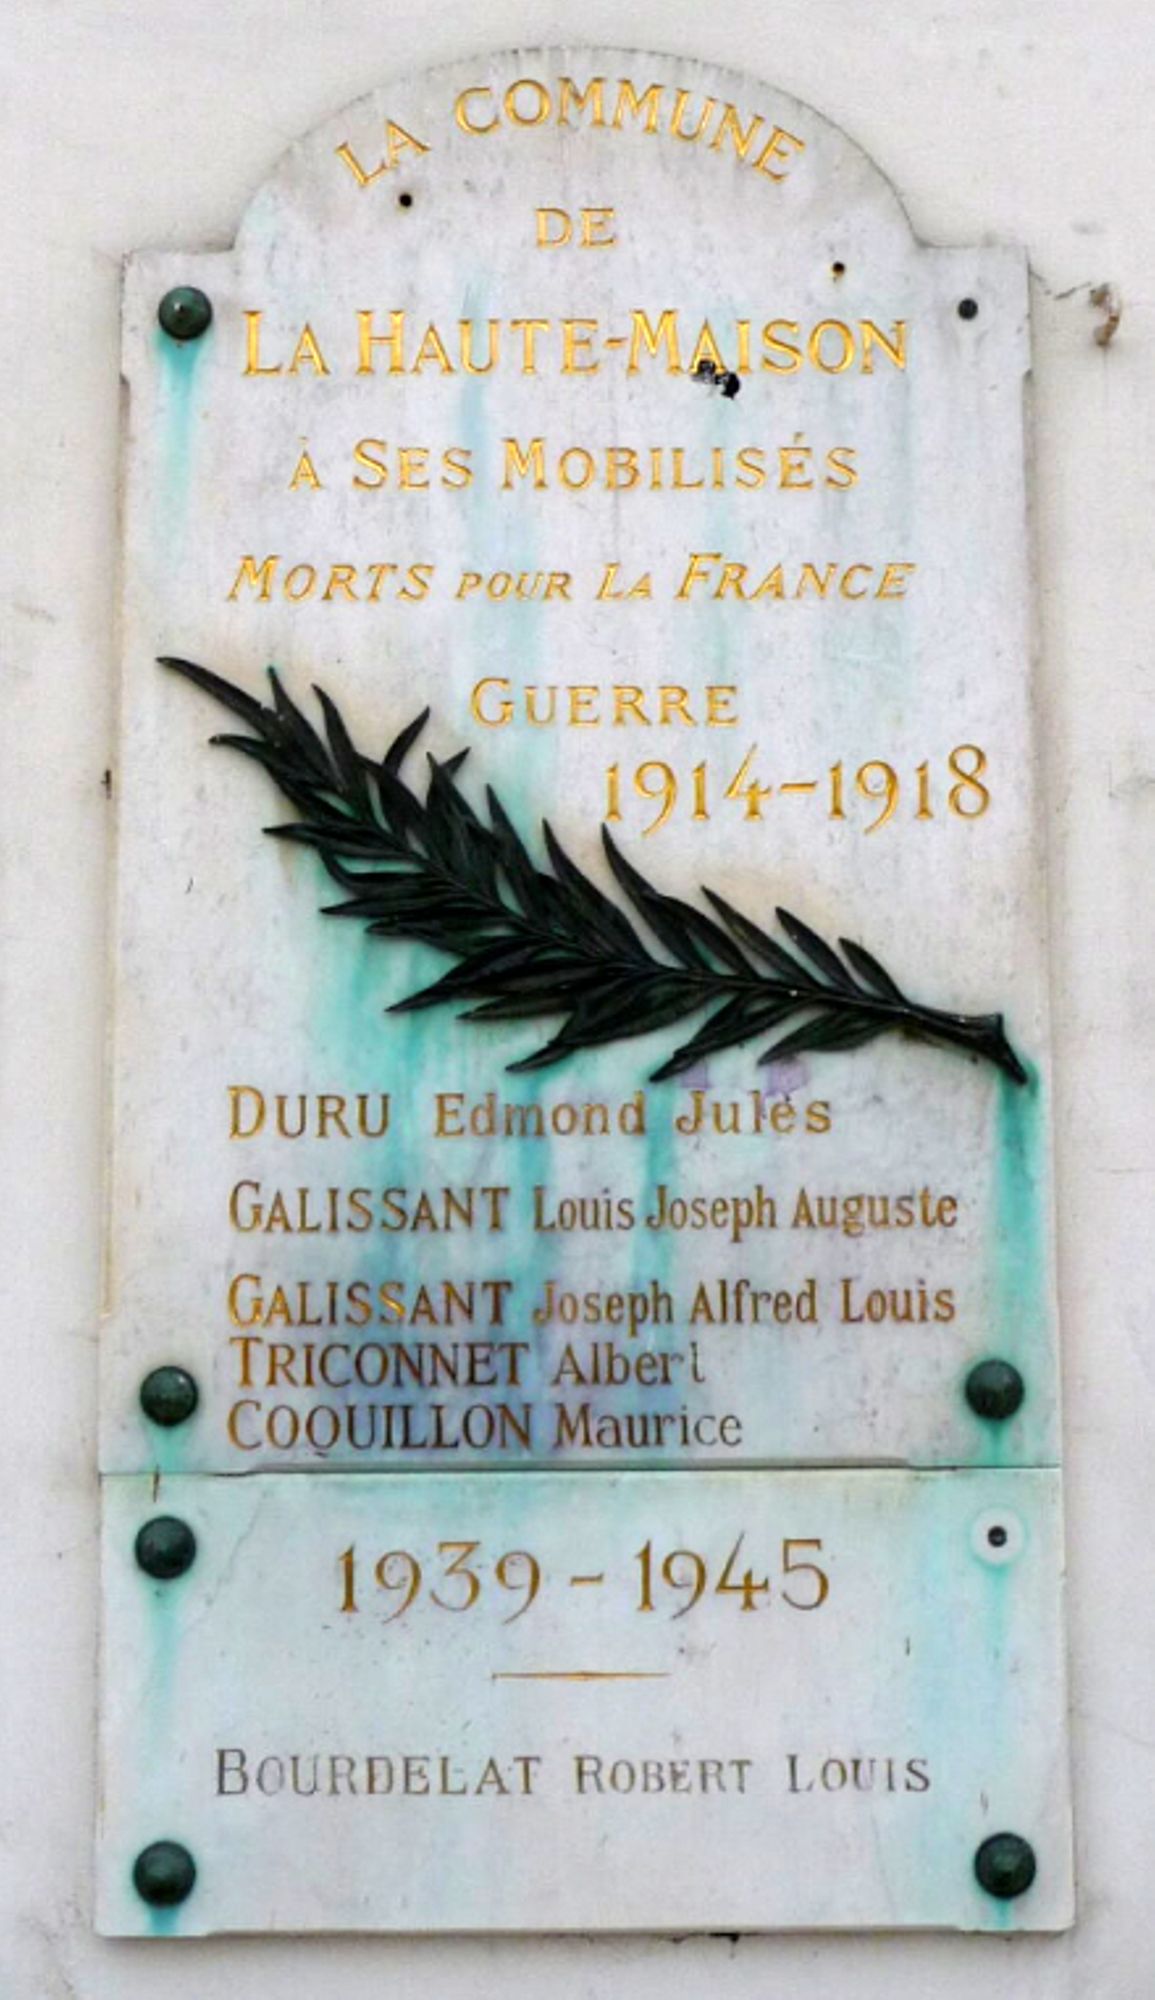 LA COMMUNE
DE
LA HAUTE-MAISON
À SES MOBILISÉS
MORTS POUR LA FRANCE
GUERRE
1914-1918
DURU Edmond Jules
GALISSANT Louis Joseph Auguste
GALISSANT Joseph Alfred Louis
TRICONNET Albert
COQUILLON Maurice
1939 - 1945
BOURDELAT ROBERT LOUIS